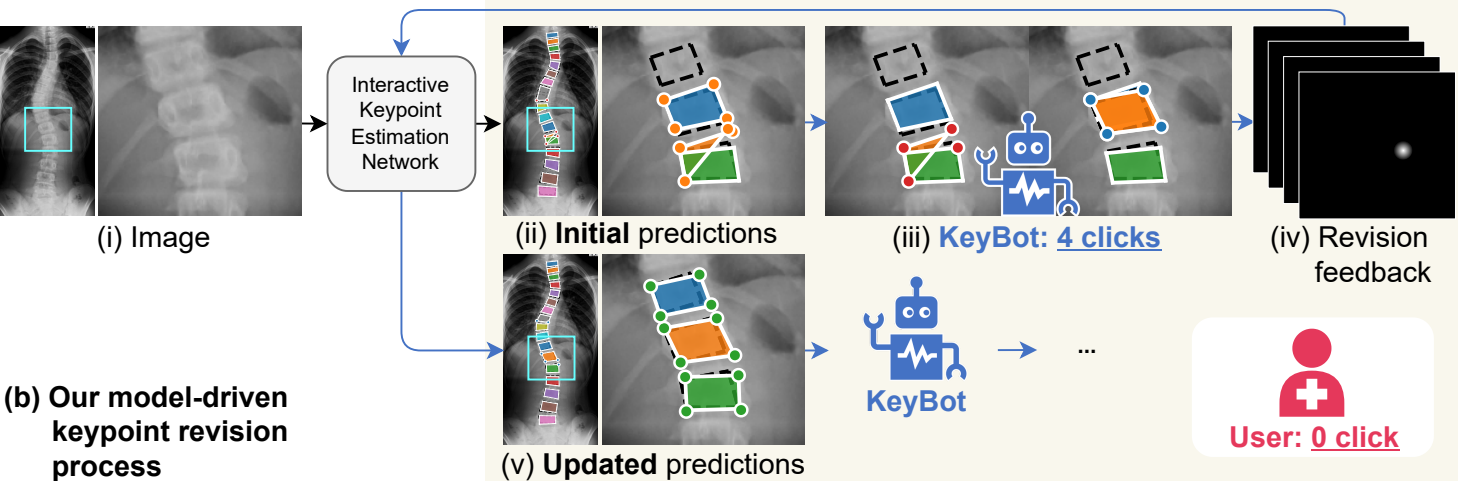 Interactive
Keypoint
Estimation
Network
(i) Image
(ii) Initial predictions
(iii) KeyBot: 4 clicks
(iv) Revision
feedback
(b) Our model-driven
keypoint revision
process
(v) Updated predictions
KeyBot
...
User: 0 click